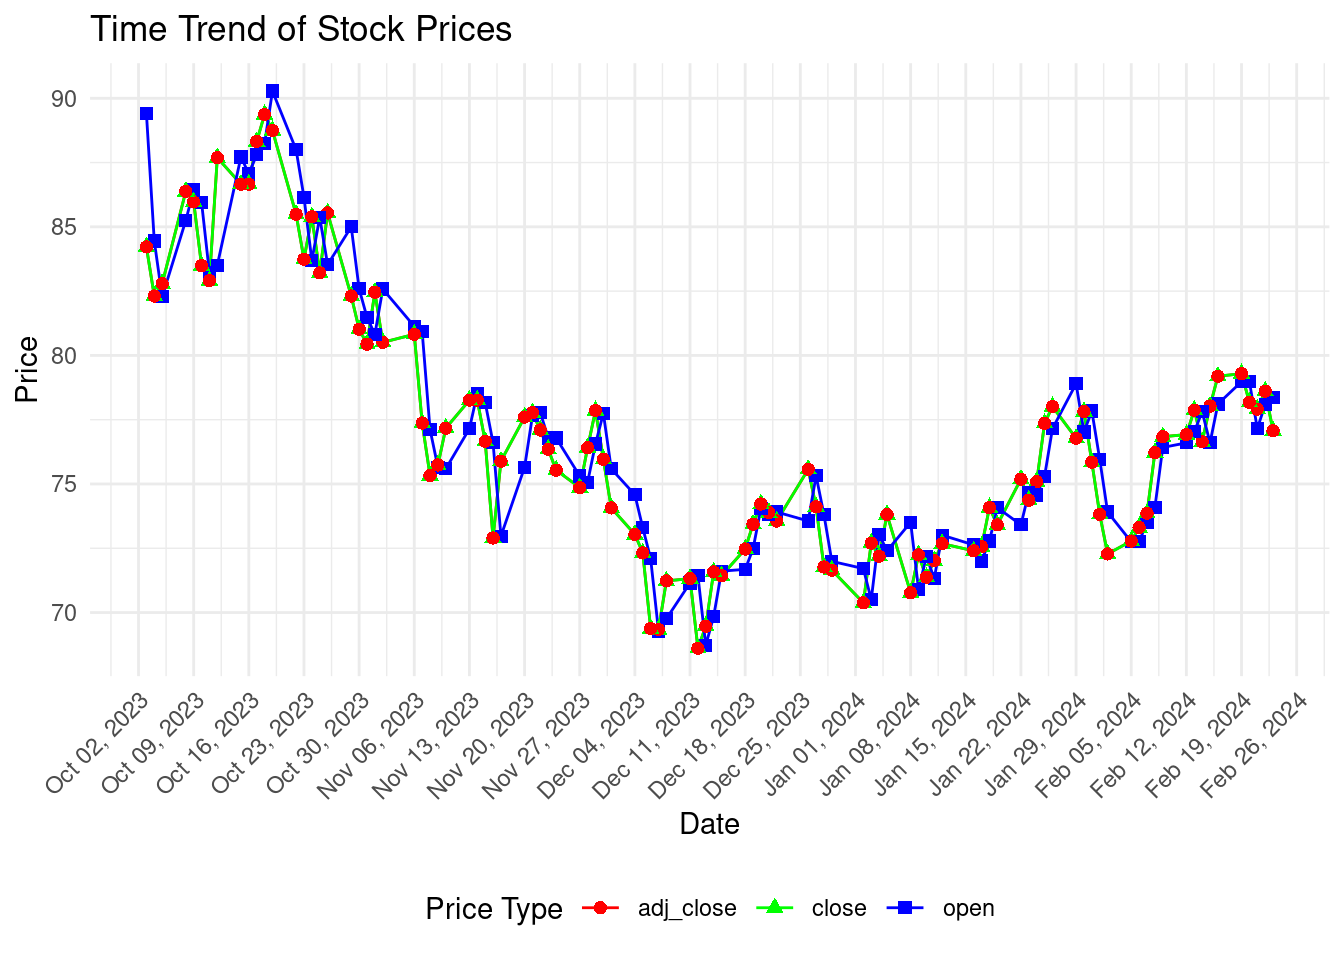 Time Trend of Stock Prices
90
85
80
75
70
Price
Oct 02, 2023
Oct 09, 2023
Oct 16, 2023
Oct 23, 2023
Oct 30, 2023
Nov 06, 2023
Nov 13, 2023
Nov 20, 2023
Nov 27, 2023
Dec 04, 2023
Dec 11, 2023
Dec 18, 2023
Dec 25, 2023
Jan 01, 2024
Jan 08, 2024
Jan 15, 2024
Jan 22, 2024
Jan 29, 2024
Feb 05, 2024
Feb 12, 2024
Feb 19, 2024
Feb 26, 2024
Date
Price Type adj_close close open